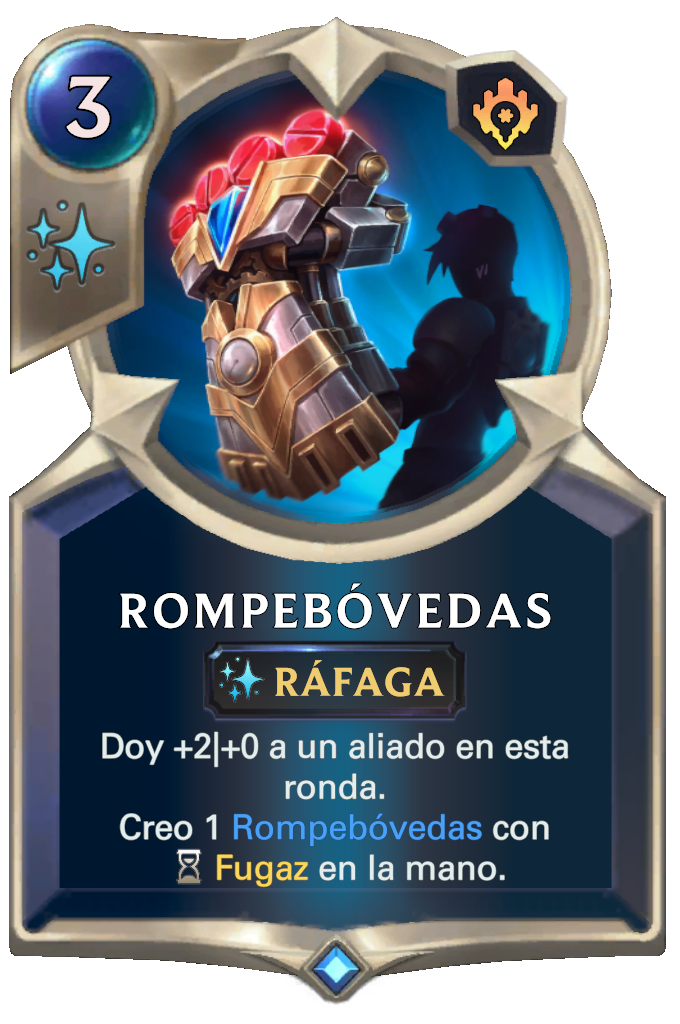 3
ROMPEBÓVEDAS
RÁFAGA
Doy +2|+0 a un aliado en esta
ronda.
Creo 1 Rompebóvedas con
Fugaz en la mano.